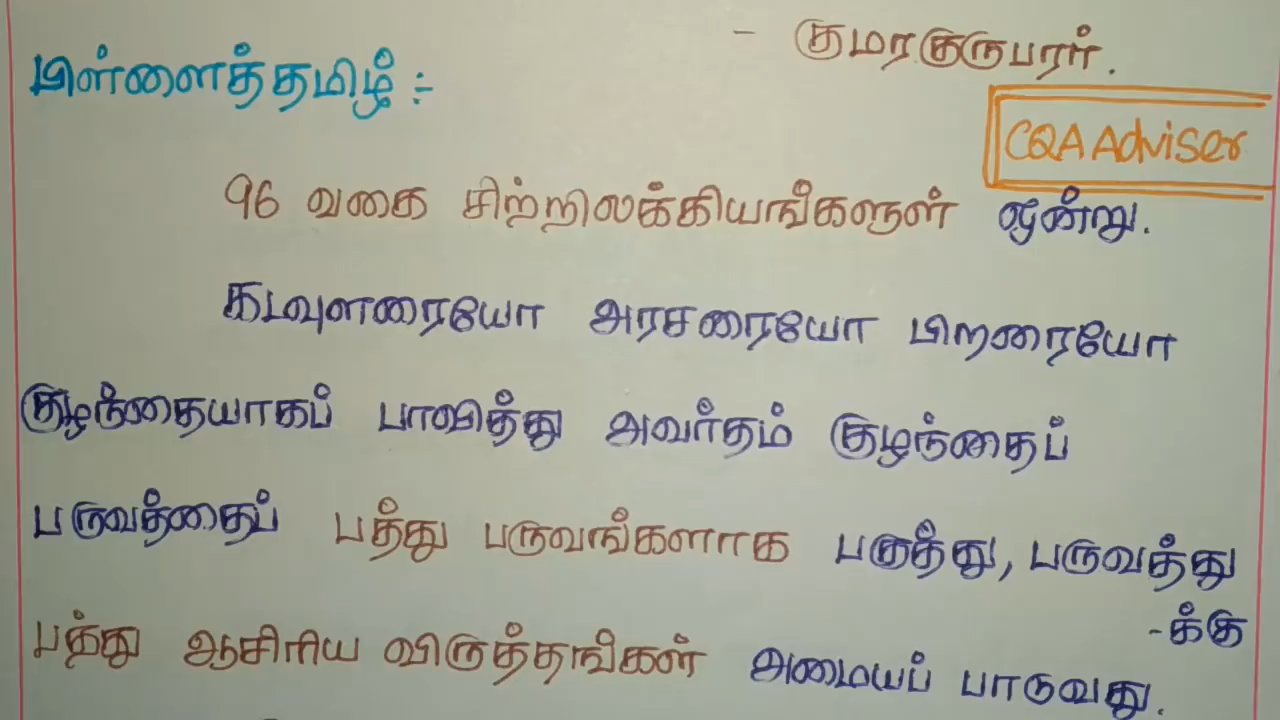 - குமரகுருபரர்.
பிள்ளைத்தமிழ் :-
CQA Adviser
96 வகை சிற்றிலக்கியங்களுள் ஒன்று.
கடவுளரையோ அரசரையோ பிறரையோ
குழந்தையாகப் பாவித்து அவர்தம் குழந்தைப்
பருவத்தைப் பத்து பருவங்களாக பகுத்து, பருவத்து
-க்கு
பத்து ஆசிரிய விருத்தங்கள் அமையப் பாடுவது.